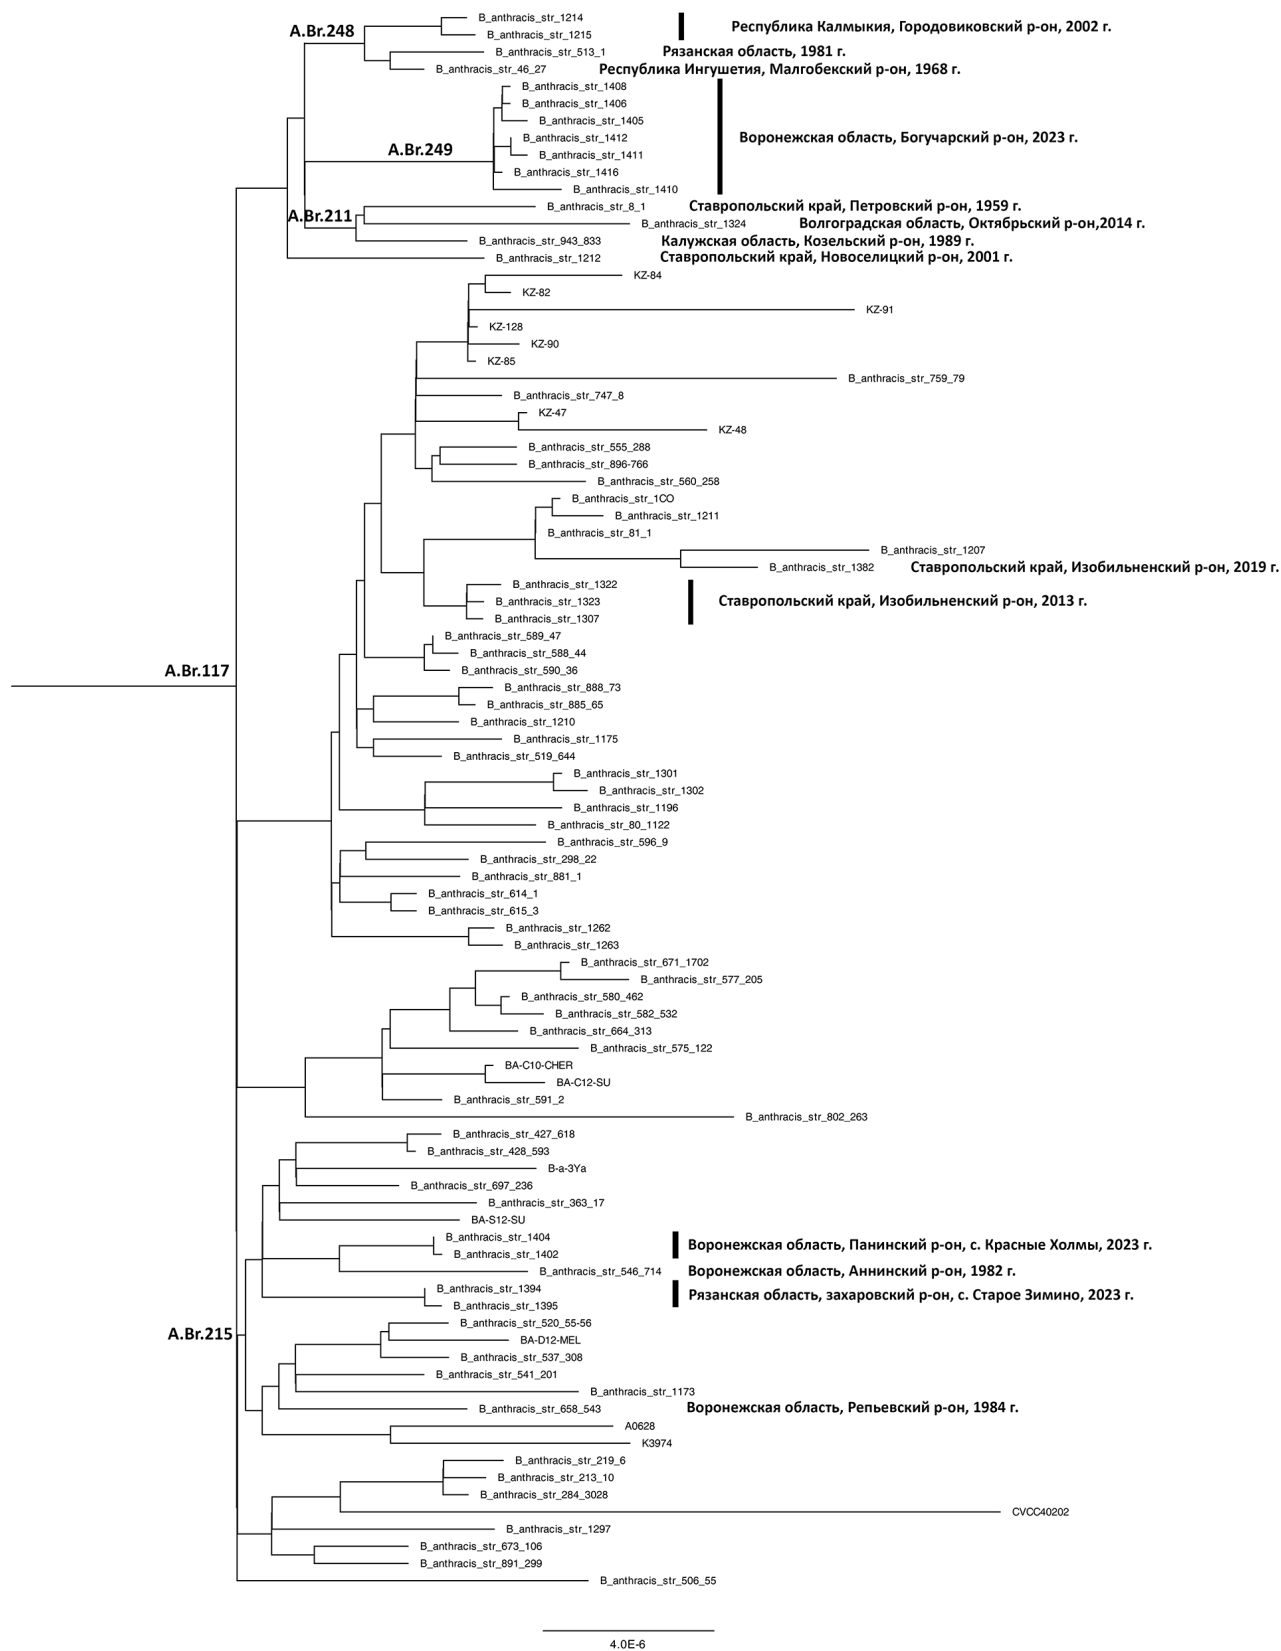 B_anthracis_str_1214
A.Br.248
Республика Калмыкия, Городовиковский р-он, 2002 г.
B_anthracis_str_1215
B_anthracis_str_513_1
Рязанская область, 1981 г.
B_anthracis_str_46_27
Республика Ингушетия, Малгобекский р-он, 1968 г.
B_anthracis_str_1408
B_anthracis_str_1406
B_anthracis_str_1405
B_anthracis_str_1412
Воронежская область, Богучарский р-он, 2023 г.
A.Br.249
B_anthracis_str_1411
B_anthracis_str_1416
B_anthracis_str_1410
B_anthracis_str_8_1
Ставропольский край, Петровский р-он, 1959 г.
A.Br.211
B_anthracis_str_1324
Волгоградская область, Октябрьский р-он,2014 г.
B_anthracis_str_943_833
Калужская область, Козельский р-он, 1989 г.
B_anthracis_str_1212
Ставропольский край, Новоселицкий р-он, 2001 г.
KZ-84
KZ-82
KZ-91
KZ-128
KZ-90
KZ-85
B_anthracis_str_759_79
B_anthracis_str_747_8
KZ-47
KZ-48
B_anthracis_str_555_288
B_anthracis_str_896-766
B_anthracis_str_560_258
B_anthracis_str_1CO
B_anthracis_str_1211
B_anthracis_str_81_1
B_anthracis_str_1207
B_anthracis_str_1382
Ставропольский край, Изобильненский р-он, 2019 г.
B_anthracis_str_1322
B_anthracis_str_1323
Ставропольский край, Изобильненский р-он, 2013 г.
B_anthracis_str_1307
B_anthracis_str_589_47
B_anthracis_str_588_44
B_anthracis_str_590_36
A.Br.117
B_anthracis_str_888_73
B_anthracis_str_885_65
B_anthracis_str_1210
B_anthracis_str_1175
B_anthracis_str_519_644
B_anthracis_str_1301
B_anthracis_str_1302
B_anthracis_str_1196
B_anthracis_str_80_1122
B_anthracis_str_596_9
B_anthracis_str_298_22
B_anthracis_str_881_1
B_anthracis_str_614_1
B_anthracis_str_615_3
B_anthracis_str_1262
B_anthracis_str_1263
B_anthracis_str_671_1702
B_anthracis_str_577_205
B_anthracis_str_580_462
B_anthracis_str_582_532
B_anthracis_str_664_313
B_anthracis_str_575_122
BA-C10-CHER
BA-C12-SU
B_anthracis_str_591_2
B_anthracis_str_802_263
B_anthracis_str_427_618
B_anthracis_str_428_593
B-a-3Ya
B_anthracis_str_697_236
B_anthracis_str_363_17
BA-S12-SU
B_anthracis_str_1404
Воронежская область, Панинский р-он, с. Красные Холмы, 2023 г.
B_anthracis_str_1402
B_anthracis_str_546_714
Воронежская область, Аннинский р-он, 1982 г.
B_anthracis_str_1394
Рязанская область, захаровский р-он, с. Старое Зимино, 2023 г.
B_anthracis_str_1395
B_anthracis_str_520_55-56
A.Br.215
BA-D12-MEL
B_anthracis_str_537_308
B_anthracis_str_541_201
B_anthracis_str_1173
B_anthracis_str_658_543
Воронежская область, Репьевский р-он, 1984 г.
A0628
K3974
B_anthracis_str_219_6
B_anthracis_str_213_10
B_anthracis_str_284_3028
CVCC40202
B_anthracis_str_1297
B_anthracis_str_673_106
B_anthracis_str_891_299
B_anthracis_str_506_55
4.0E-6